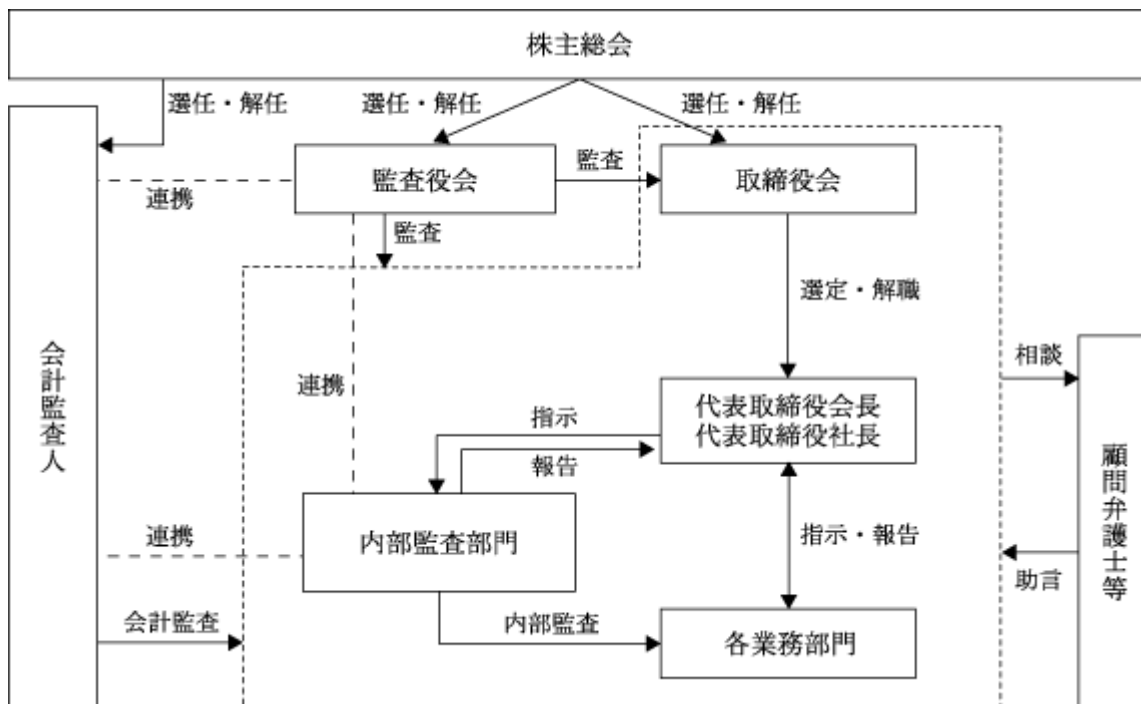 株主総会
選任・解任
選任・解任
選任・解任
監査役会
監査
取締役会
連携
監査
選定・解職
会計監査人
連携
代表取締役会長
代表取締役社長
相談
指示
報告
顧問弁護士等
連携
内部監査部門
指示・報告
助言
会計監査
内部監査
各業務部門